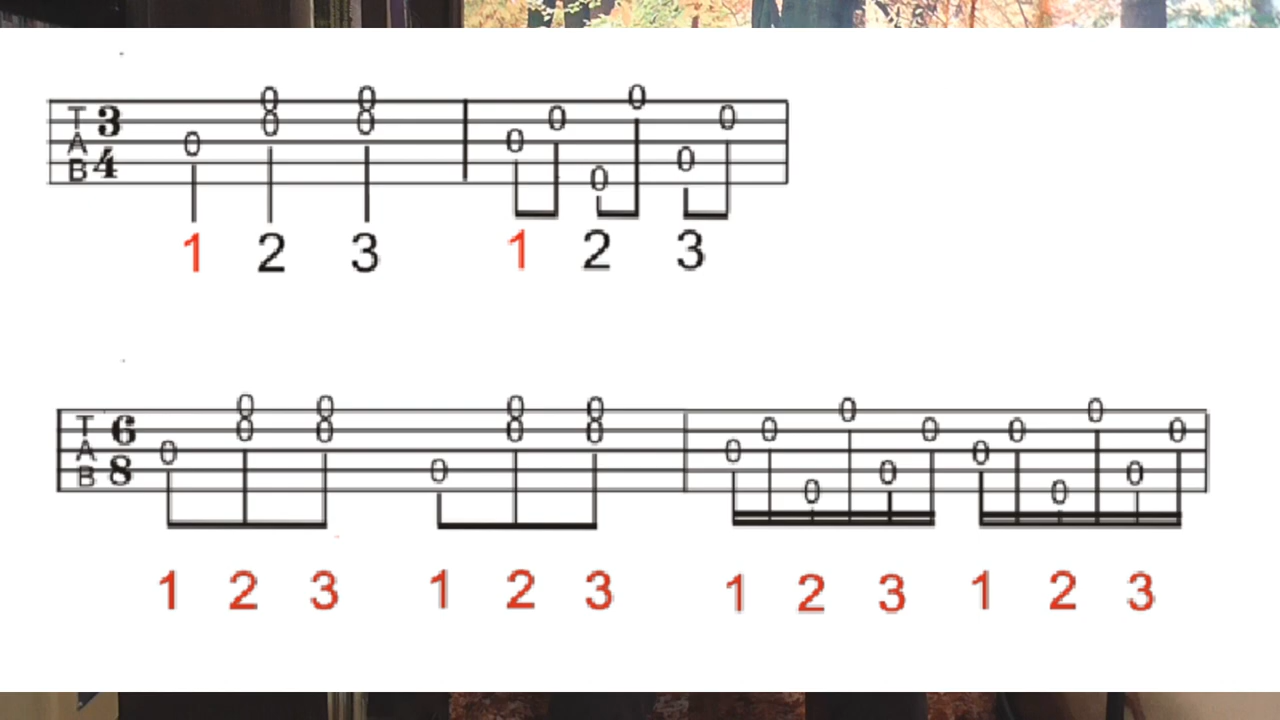 0 0 0
T 3 0 0 0 0
A 0 0
B 4 0
0
1 2 3 1 2 3
0 0 0 0 0 0
T 6 0 0 0 0 0 0 0 0
A 0 0 0
B 8 0 0 0
0 0
1 2 3 1 2 3 1 2 3 1 2 3